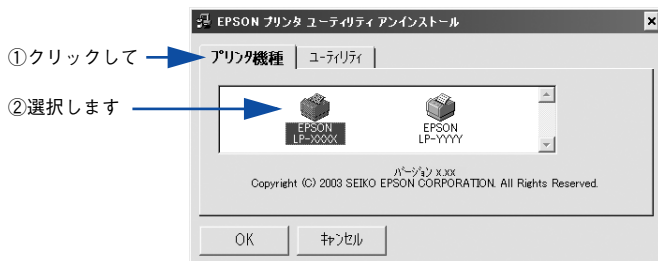 EPSON プリンタ ユーティリティ アンインストール
①クリックして
プリンタ機種 ユーティリティ
②選択します
EPSON LP-XXXX
EPSON LP-YYYY
バージョン x.xx
Copyright (C) 2003 SEIKO EPSON CORPORATION. All Rights Reserved.
OK キャンセル